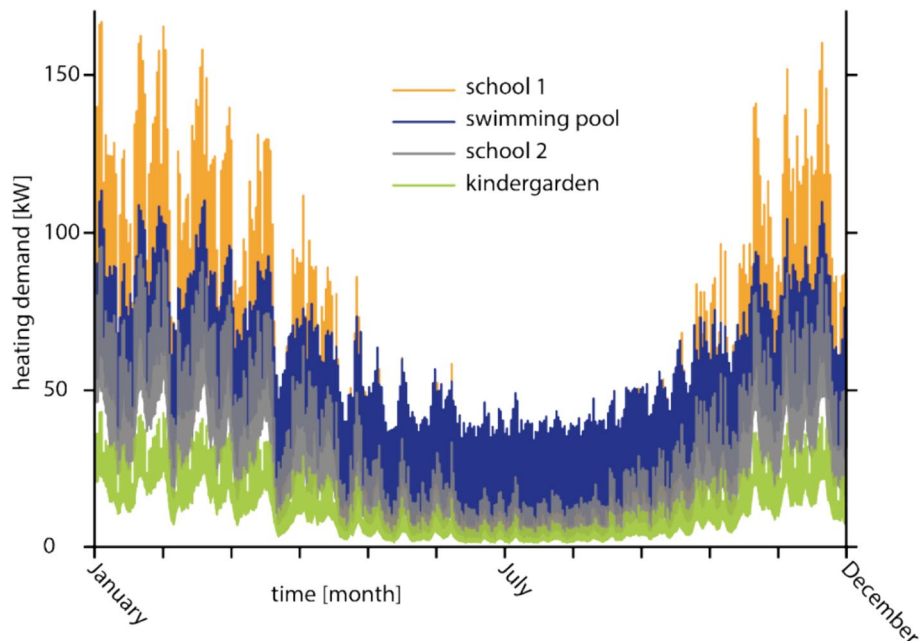 150
100
50
0
heating demand [kW]
school 1
swimming pool
school 2
kindergarden
January
time [month]
July
December